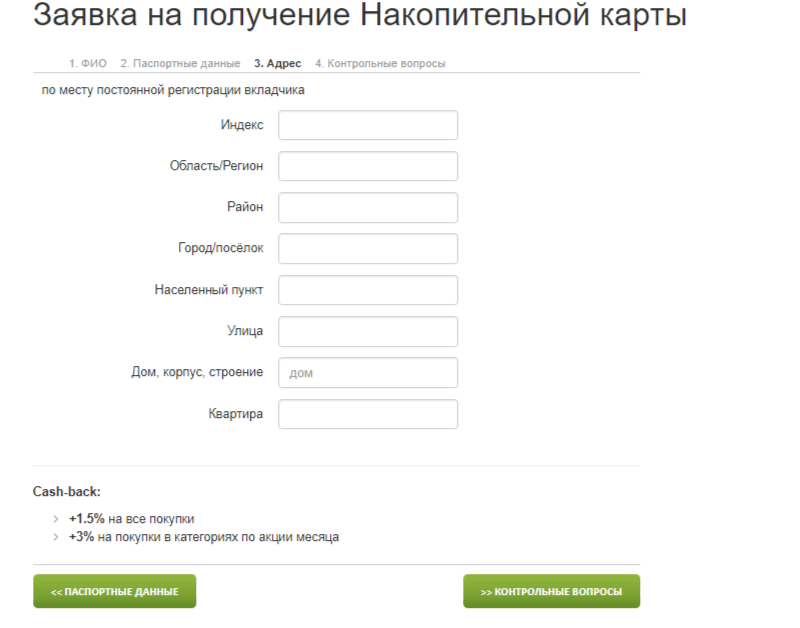 Заявка на получение Накопительной карты
1. ФИО 2. Паспортные данные 3. Адрес 4. Контрольные вопросы
по месту постоянной регистрации вкладчика
Индекс
Область/Регион
Район
Город/посёлок
Населенный пункт
Улица
Дом, корпус, строение дом
Квартира
Cash-back:
> +1.5% на все покупки
> +3% на покупки в категориях по акции месяца
<< ПАСПОРТНЫЕ ДАННЫЕ >> КОНТРОЛЬНЫЕ ВОПРОСЫ